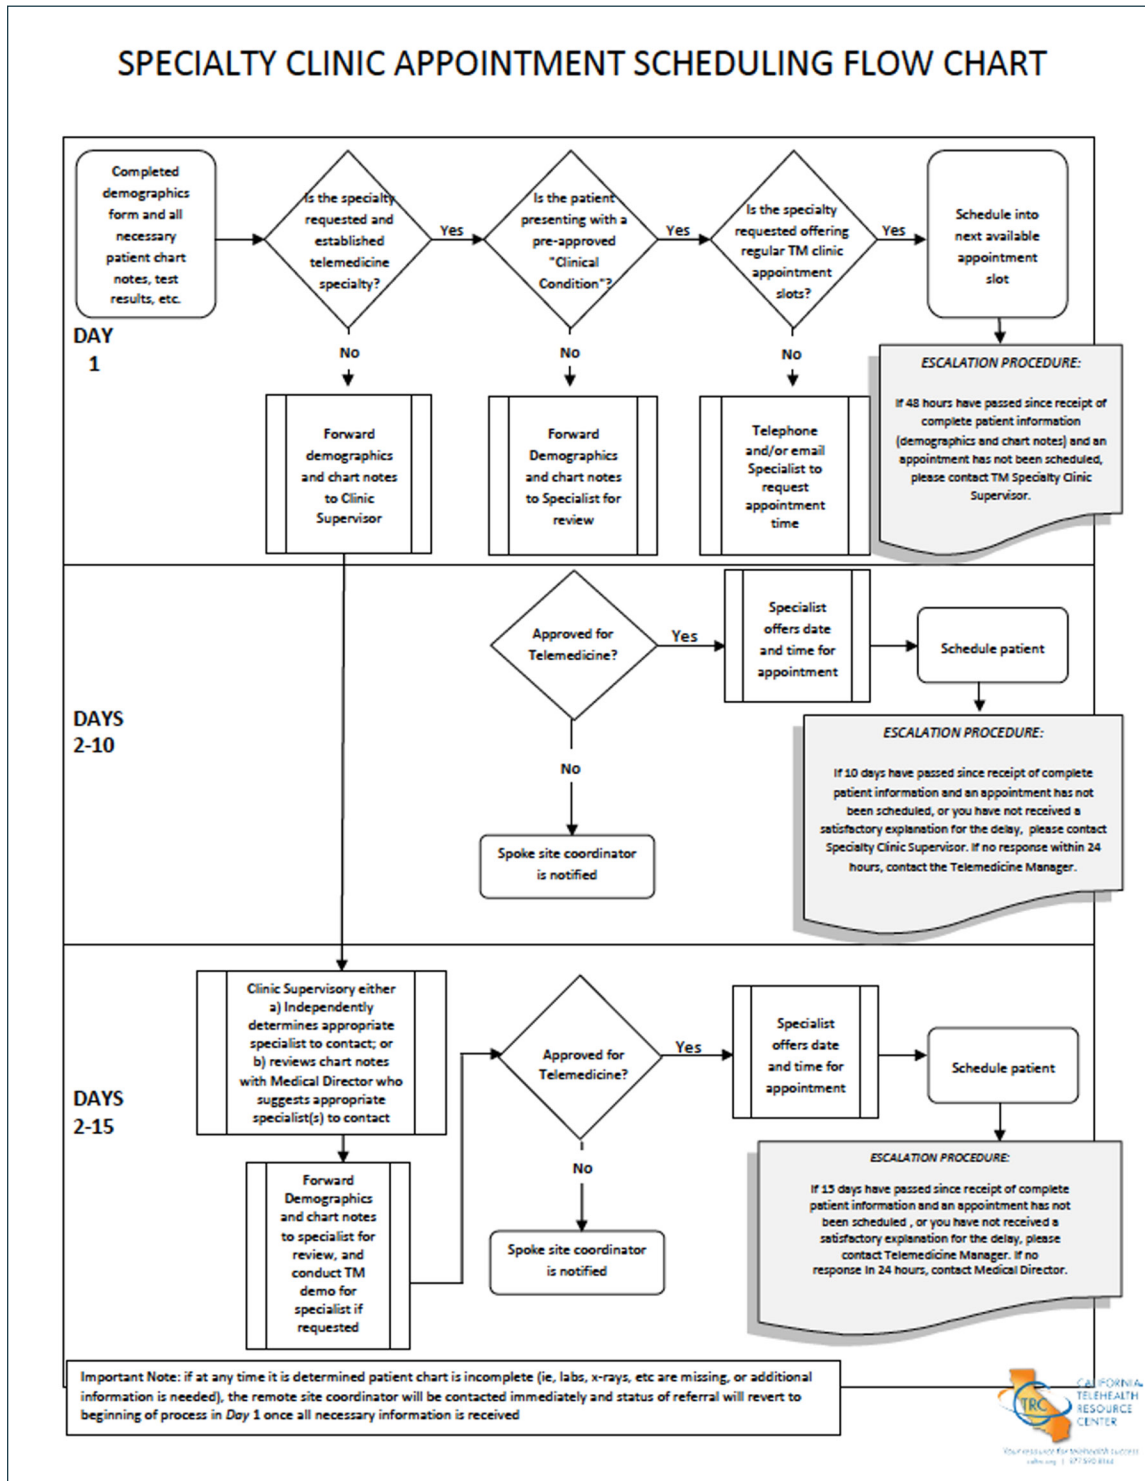 SPECIALTY CLINIC APPOINTMENT SCHEDULING FLOW CHART
Completed
demographics
form and all
necessary
patient chart
notes, test
results, etc.
Is the specialty
requested and
established
telemedicine
specialty?
Yes
Is the patient
presenting with a
pre-approved
"Clinical
Condition"?
Yes
Is the specialty
requested offering
regular TM clinic
appointment
slots?
Yes
Schedule into
next available
appointment
slot
DAY
1
No
No
No
Forward
demographics
and chart notes
to Clinic
Supervisor
Forward
Demographics
and chart notes
to Specialist for
review
Telephone
and/or email
Specialist to
request
appointment
time
ESCALATION PROCEDURE:
If 48 hours have passed since receipt of
complete patient information
(demographics and chart notes) and an
appointment has not been scheduled,
please contact TM Specialty Clinic
Supervisor.
DAYS
2-10
Approved for
Telemedicine?
Yes
Specialist
offers date
and time for
appointment
Schedule patient
No
Spoke site coordinator
is notified
ESCALATION PROCEDURE:
If 10 days have passed since receipt of complete
patient information and an appointment has not
been scheduled, or you have not received a
satisfactory explanation for the delay, please contact
Specialty Clinic Supervisor. If no response within 24
hours, contact the Telemedicine Manager.
DAYS
2-15
Clinic Supervisory either
a) Independently
determines appropriate
specialist to contact; or
b) reviews chart notes
with Medical Director who
suggests appropriate
specialist(s) to contact
Forward
Demographics
and chart notes
to specialist for
review, and
conduct TM
demo for
specialist if
requested
Approved for
Telemedicine?
Yes
Specialist
offers date
and time for
appointment
Schedule patient
No
Spoke site coordinator
is notified
ESCALATION PROCEDURE:
If 15 days have passed since receipt of complete
patient information and an appointment has not
been scheduled , or you have not received a
satisfactory explanation for the delay, please
contact Telemedicine Manager. If no
response in 24 hours, contact Medical Director.
Important Note: if at any time it is determined patient chart is incomplete (ie, labs, x-rays, etc are missing, or additional
information is needed), the remote site coordinator will be contacted immediately and status of referral will revert to
beginning of process in Day 1 once all necessary information is received
TRC
CALIFORNIA
TELEHEALTH
RESOURCE
CENTER
Your resource for telehealth success